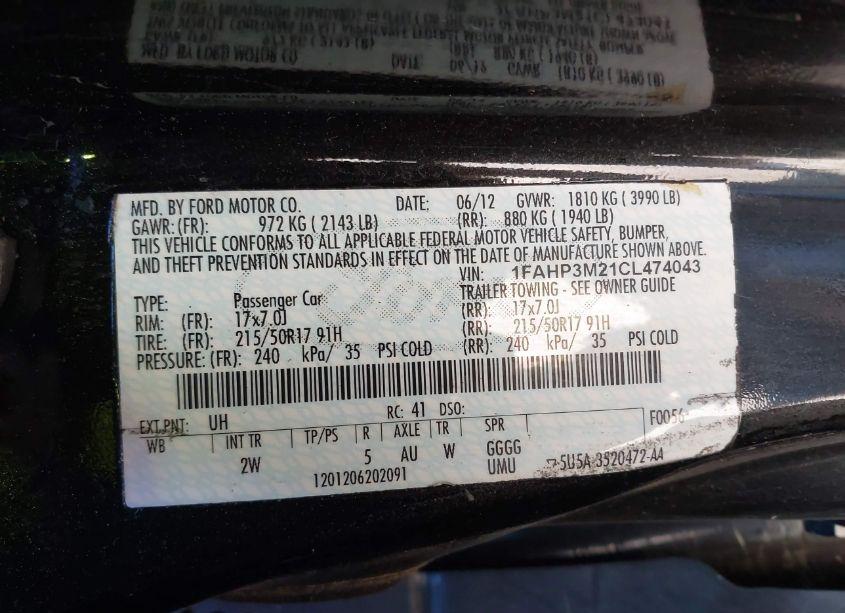 MFD. BY FORD MOTOR CO. DATE: 06/12 GVWR: 1810 KG ( 3990 LB)
GAWR: (FR): 972 KG ( 2143 LB) (RR): 880 KG ( 1940 LB)
THIS VEHICLE CONFORMS TO ALL APPLICABLE FEDERAL MOTOR VEHICLE SAFETY, BUMPER,
AND THEFT PREVENTION STANDARDS IN EFFECT ON THE DATE OF MANUFACTURE SHOWN ABOVE.
VIN: 1FAHP3M21CL474043
TYPE: Passenger Car TRAILER TOWING - SEE OWNER GUIDE
RIM: (FR): 17x7.0J (RR): 17x7.0J
TIRE: (FR): 215/50R17 91H (RR): 215/50R17 91H
PRESSURE: (FR): 240 kPa/ 35 PSI COLD (RR): 240 kPa/ 35 PSI COLD
EXT PNT: UH RC: 41 DSO: F0056
WB INT TR TP/PS R AXLE TR SPR
2W 5 AU W GGGG
UMU 5U5A-3520472-AA
1201206202091